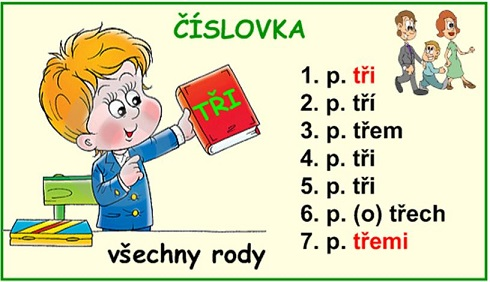 ČÍSLOVKA
TŘI
1. p. tři
2. p. tří
3. p. třem
4. p. tři
5. p. tři
6. p. (o) třech
7. p. třemi
všechny rody